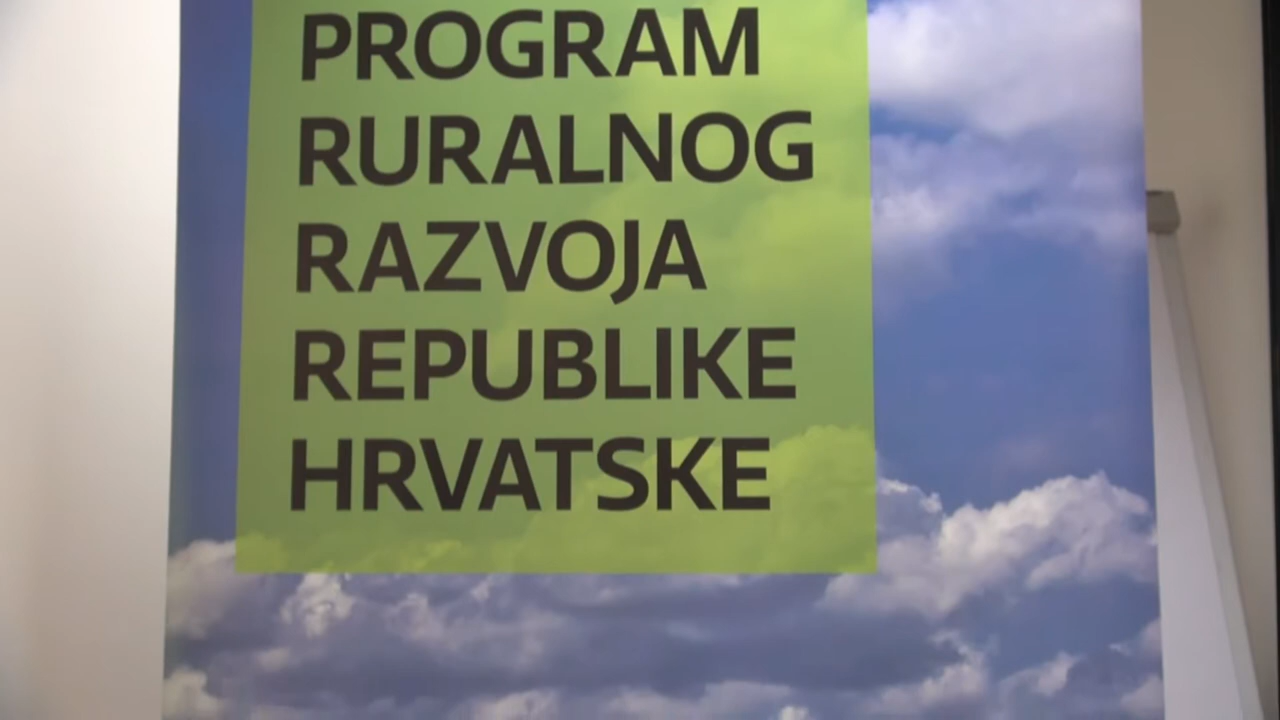 PROGRAM
RURALNOG
RAZVOJA
REPUBLIKE
HRVATSKE